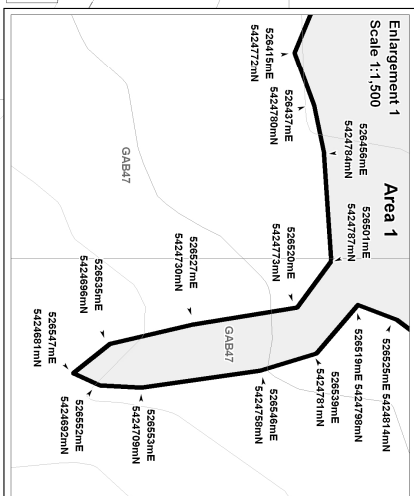 Enlargement 1
Scale 1:1,500
Area 1
526415mE
5424772mN
526437mE
5424780mN
526456mE
5424784mN
526501mE
5424787mN
526520mE
5424773mN
526527mE
5424730mN
526535mE
5424696mN
526547mE
5424681mN
526552mE
5424692mN
526553mE
5424709mN
526546mE
5424758mN
526539mE
5424781mN
526519mE 5424798mN
526525mE 5424814mN
GAB47
GAB47